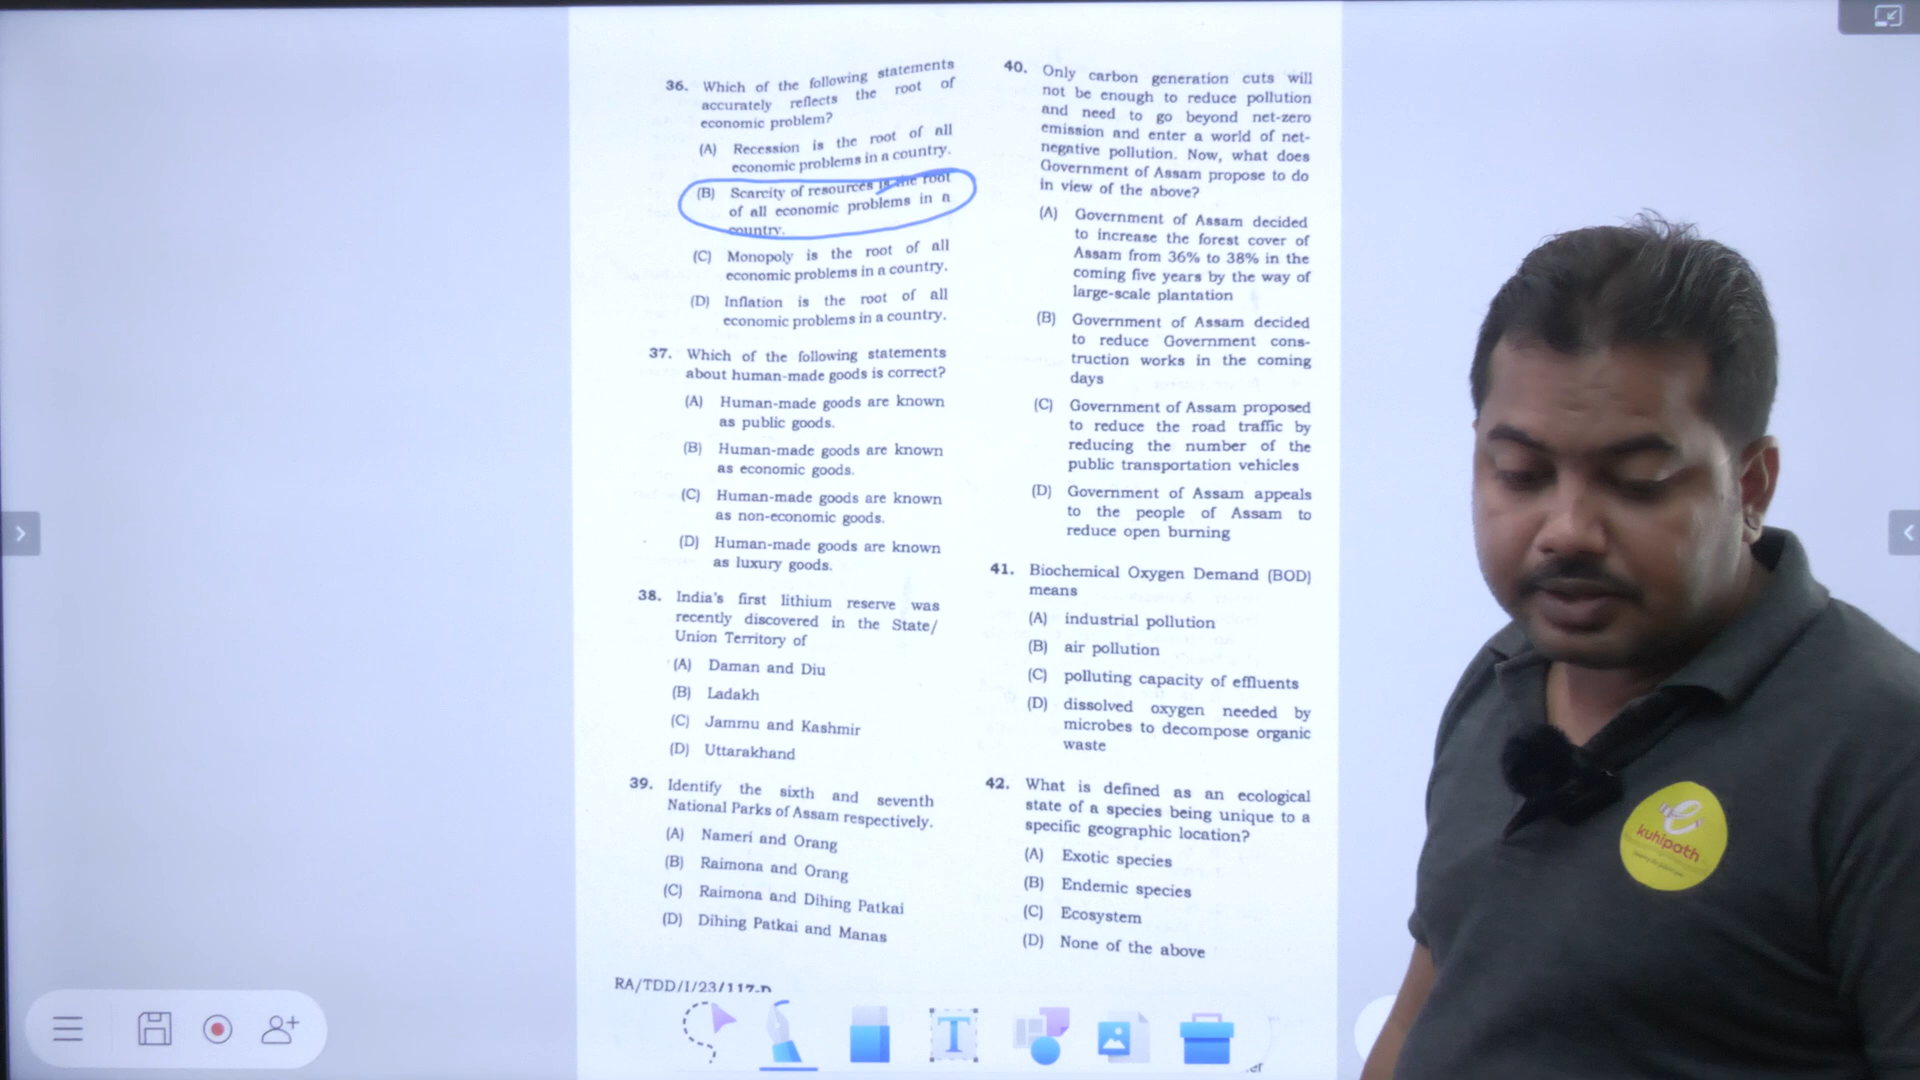 36. Which of the following statements
accurately reflects the root of
economic problem?
(A) Recession is the root of all
economic problems in a country.
(B) Scarcity of resources is the root
of all economic problems in a
country.
(C) Monopoly is the root of all
economic problems in a country.
(D) Inflation is the root of all
economic problems in a country.
37. Which of the following statements
about human-made goods is correct?
(A) Human-made goods are known
as public goods.
(B) Human-made goods are known
as economic goods.
(C) Human-made goods are known
as non-economic goods.
(D) Human-made goods are known
as luxury goods.
38. India's first lithium reserve was
recently discovered in the State/
Union Territory of
(A) Daman and Diu
(B) Ladakh
(C) Jammu and Kashmir
(D) Uttarakhand
39. Identify the sixth and seventh
National Parks of Assam respectively.
(A) Nameri and Orang
(B) Raimona and Orang
(C) Raimona and Dihing Patkai
(D) Dihing Patkai and Manas
RA/TDD/I/23/117-D
40. Only carbon generation cuts will
not be enough to reduce pollution
and need to go beyond net-zero
emission and enter a world of net-
negative pollution. Now, what does
Government of Assam propose to do
in view of the above?
(A) Government of Assam decided
to increase the forest cover of
Assam from 36% to 38% in the
coming five years by the way of
large-scale plantation
(B) Government of Assam decided
to reduce Government cons-
truction works in the coming
days
(C) Government of Assam proposed
to reduce the road traffic by
reducing the number of the
public transportation vehicles
(D) Government of Assam appeals
to the people of Assam to
reduce open burning
41. Biochemical Oxygen Demand (BOD)
means
(A) industrial pollution
(B) air pollution
(C) polluting capacity of effluents
(D) dissolved oxygen needed by
microbes to decompose organic
waste
42. What is defined as an ecological
state of a species being unique to a
specific geographic location?
(A) Exotic species
(B) Endemic species
(C) Ecosystem
(D) None of the above
T
e
kuhipath